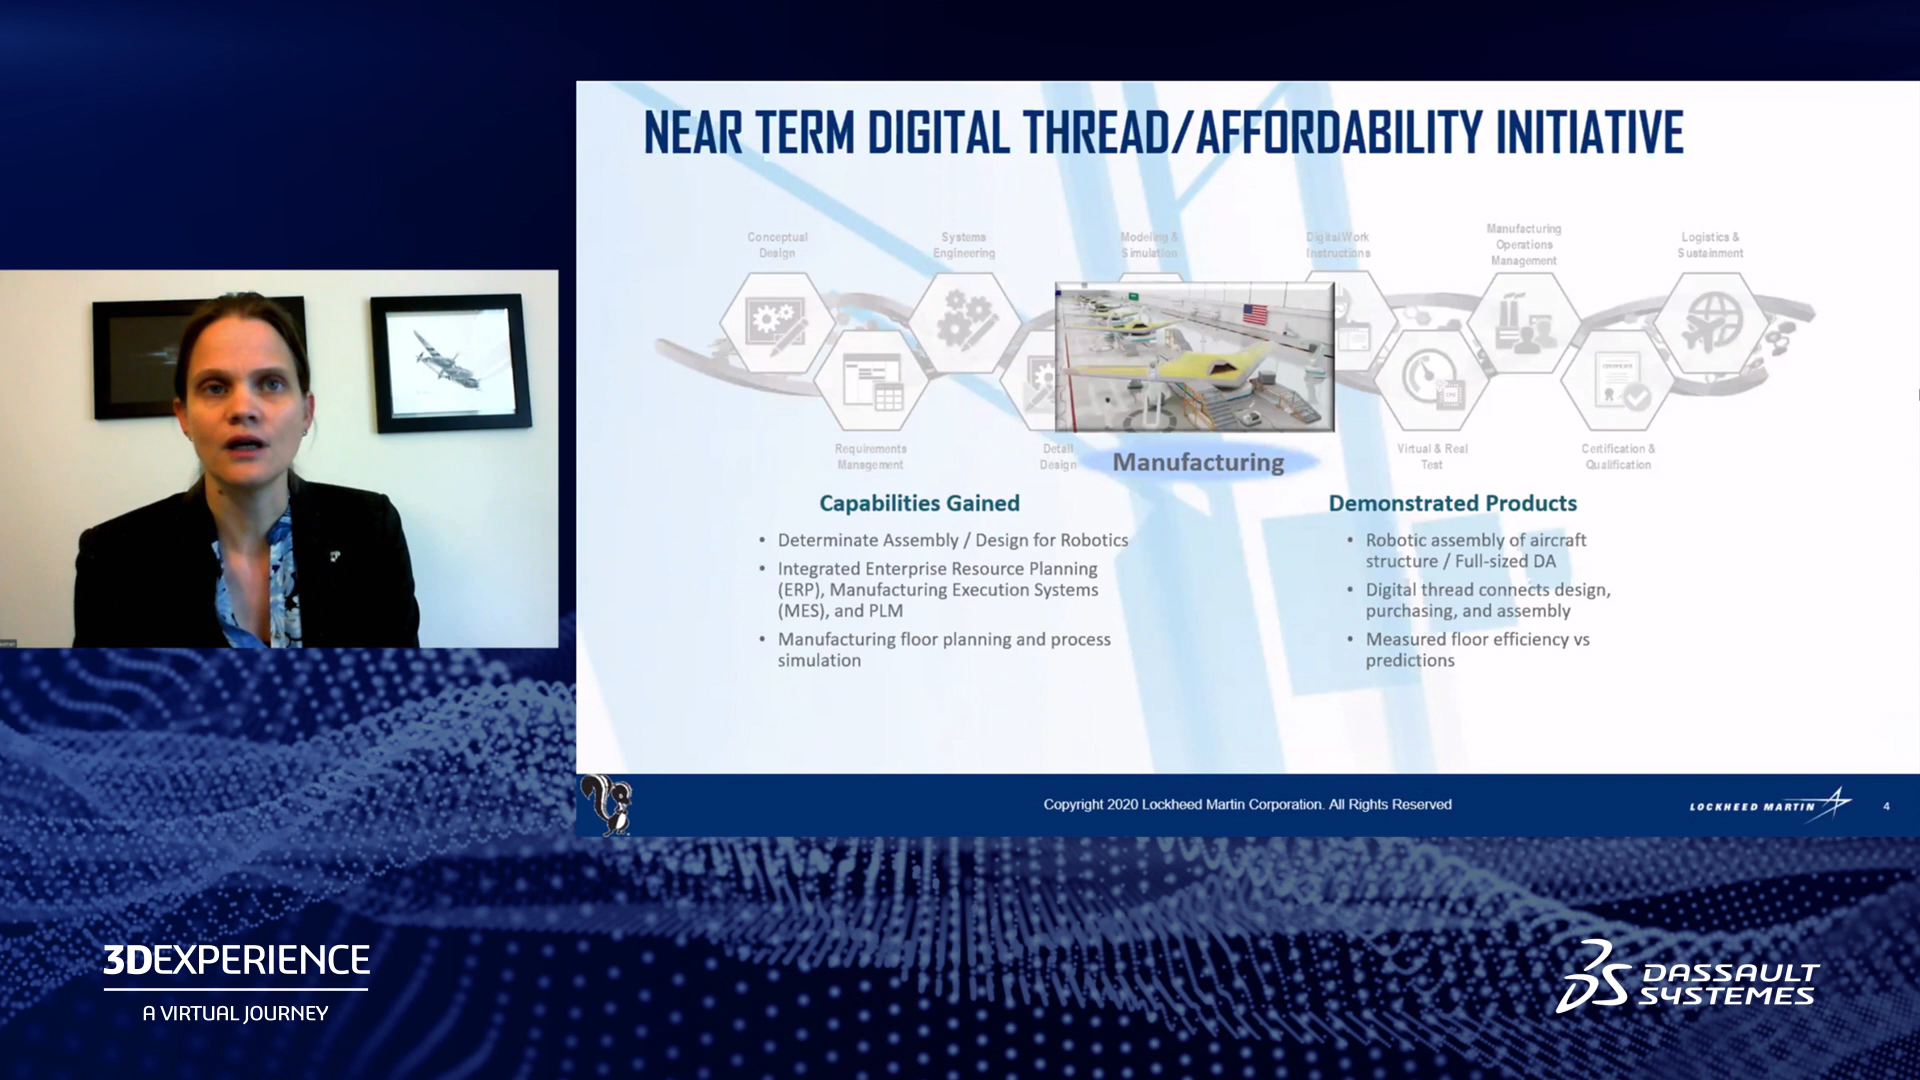 NEAR TERM DIGITAL THREAD/AFFORDABILITY INITIATIVE
Conceptual
Design
Systems
Engineering
Modeling &
Simulation
Digital Work
Instructions
Manufacturing
Operations
Management
Logistics &
Sustainment
Requirements
Management
Detail
Design
Manufacturing
Virtual & Real
Test
Certification &
Qualification
Capabilities Gained
• Determinate Assembly / Design for Robotics
• Integrated Enterprise Resource Planning
(ERP), Manufacturing Execution Systems
(MES), and PLM
• Manufacturing floor planning and process
simulation
Demonstrated Products
• Robotic assembly of aircraft
structure / Full-sized DA
• Digital thread connects design,
purchasing, and assembly
• Measured floor efficiency vs
predictions
Copyright 2020 Lockheed Martin Corporation. All Rights Reserved
LOCKHEED MARTIN
4
3DEXPERIENCE
A VIRTUAL JOURNEY
DASSAULT
SYSTEMES